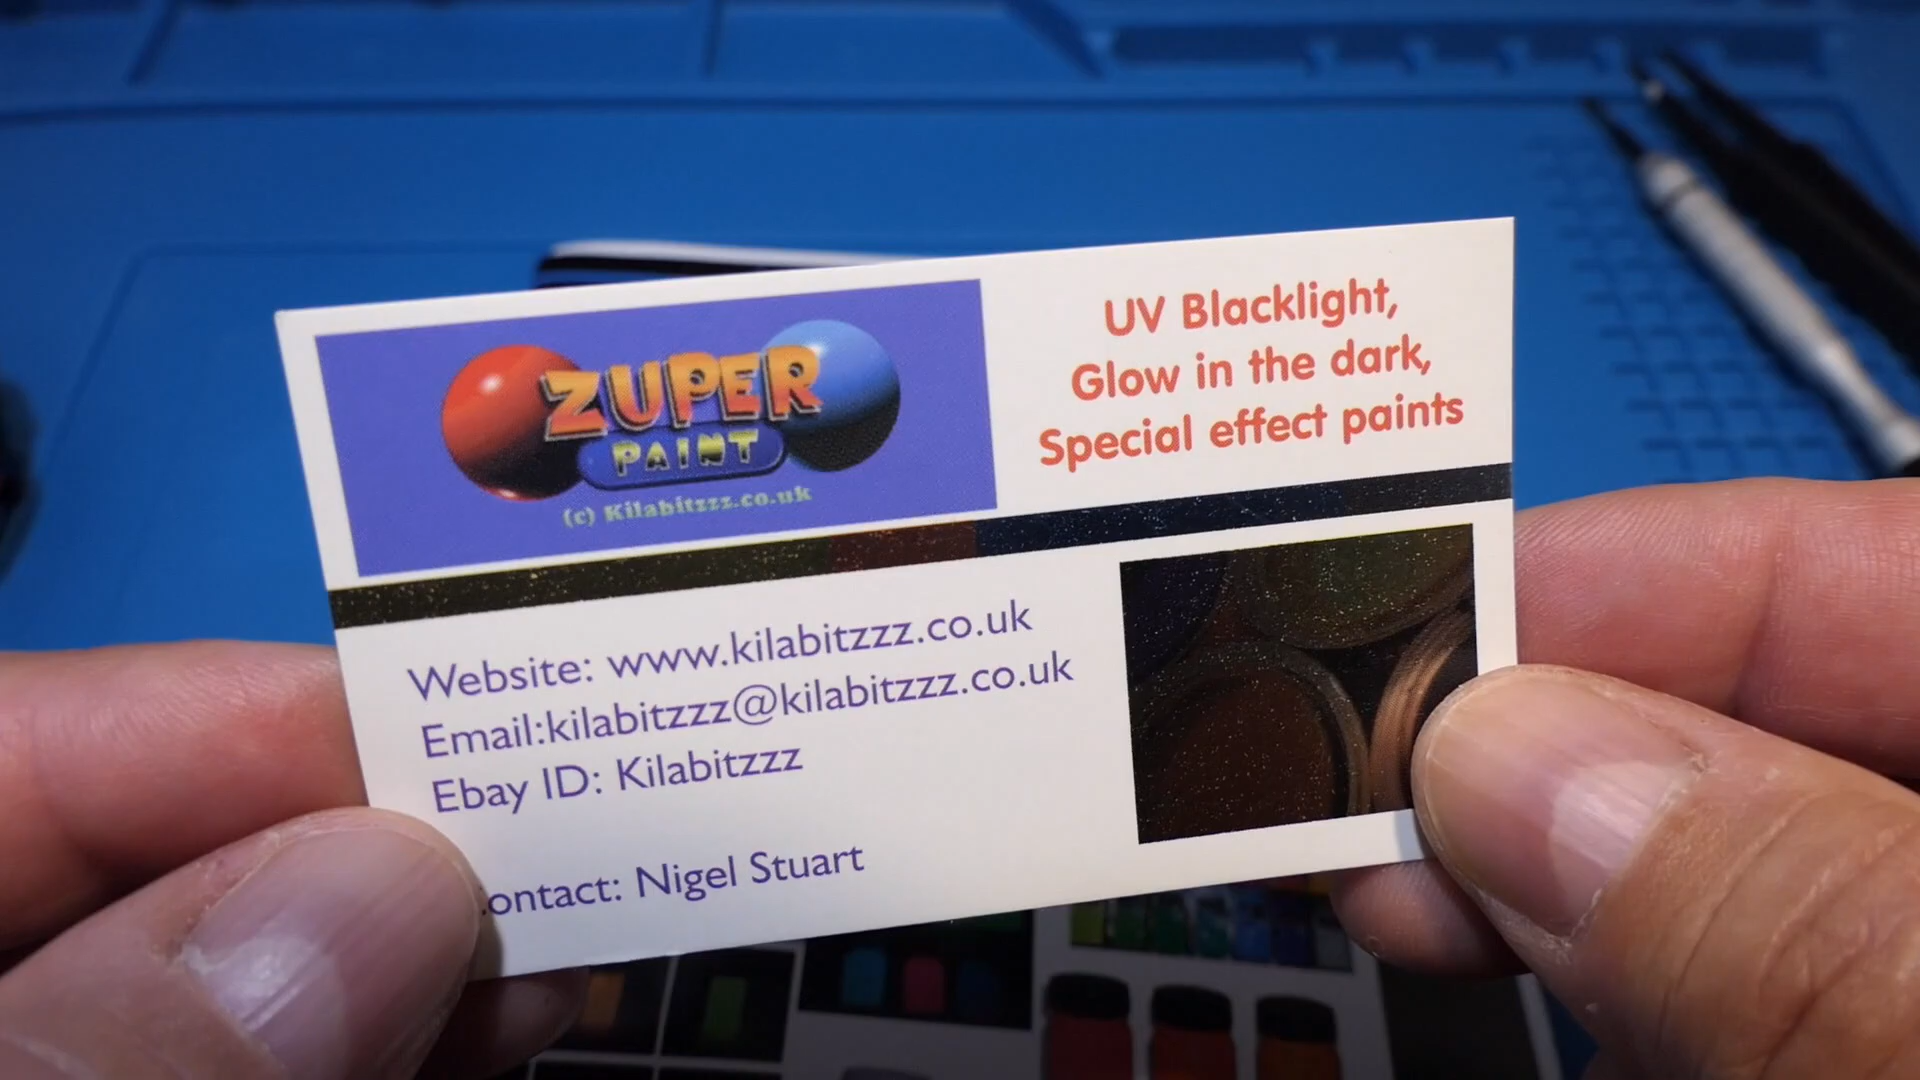 ZUPER
PAINT
(c) Kilabitzzz.co.uk
UV Blacklight,
Glow in the dark,
Special effect paints
Website: www.kilabitzzz.co.uk
Email:kilabitzzz@kilabitzzz.co.uk
Ebay ID: Kilabitzzz
ontact: Nigel Stuart